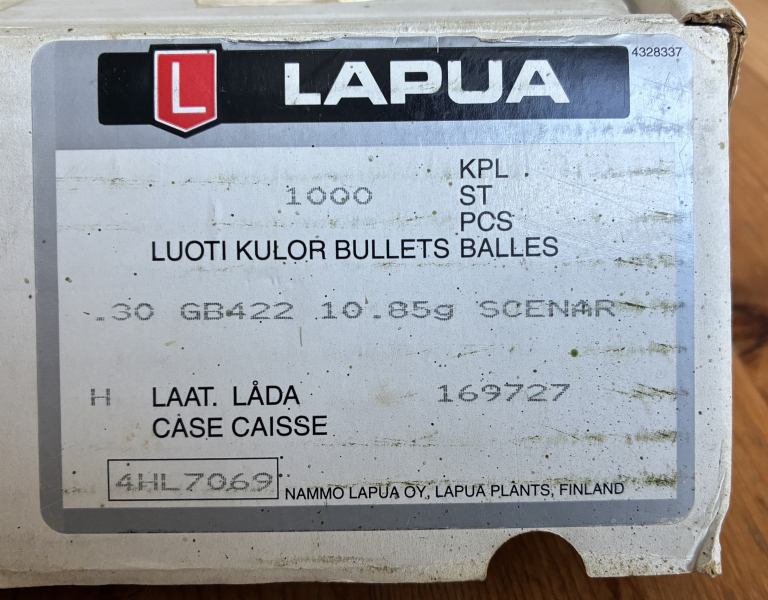 L LAPUA 4328337
KPL
1000 ST
PCS
LUOTI KULOR BULLETS BALLES
.30 GB422 10.85g SCENAR
H LAAT. LÅDA 169727
CASE CAISSE
4HL7069 NAMMO LAPUA OY, LAPUA PLANTS, FINLAND